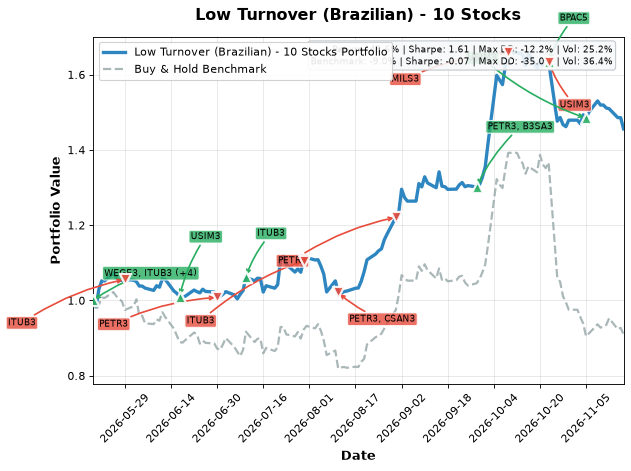 Low Turnover (Brazilian) - 10 Stocks
BPAC5
Low Turnover (Brazilian) - 10 Stocks Portfolio
Buy & Hold Benchmark
% | Sharpe: 1.61 | Max DD: -12.2% | Vol: 25.2%
Benchmark: -9.0% | Sharpe: -0.07 | Max DD: -35.0% | Vol: 36.4%
MILS3
USIM3
PETR3, B3SA3
USIM3
ITUB3
PETR3
WEGE3, ITUB3 (+4)
ITUB3
PETR3
ITUB3
PETR3, CSAN3
Portfolio Value
1.6
1.4
1.2
1.0
0.8
2026-05-29
2026-06-14
2026-06-30
2026-07-16
2026-08-01
2026-08-17
2026-09-02
2026-09-18
2026-10-04
2026-10-20
2026-11-05
Date